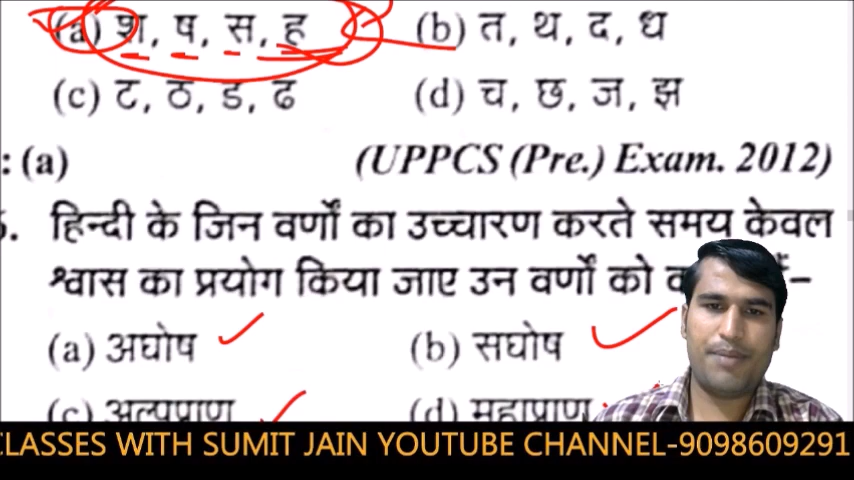 (a) श, ष, स, ह (b) त, थ, द, ध
(c) ट, ठ, ड, ढ (d) च, छ, ज, झ
: (a) (UPPCS (Pre.) Exam. 2012)
हिन्दी के जिन वर्णों का उच्चारण करते समय केवल
श्वास का प्रयोग किया जाए उन वर्णों को
(a) अघोष (b) सघोष
(c) अल्पप्राण (d) महाप्राण
CLASSES WITH SUMIT JAIN YOUTUBE CHANNEL-9098609291